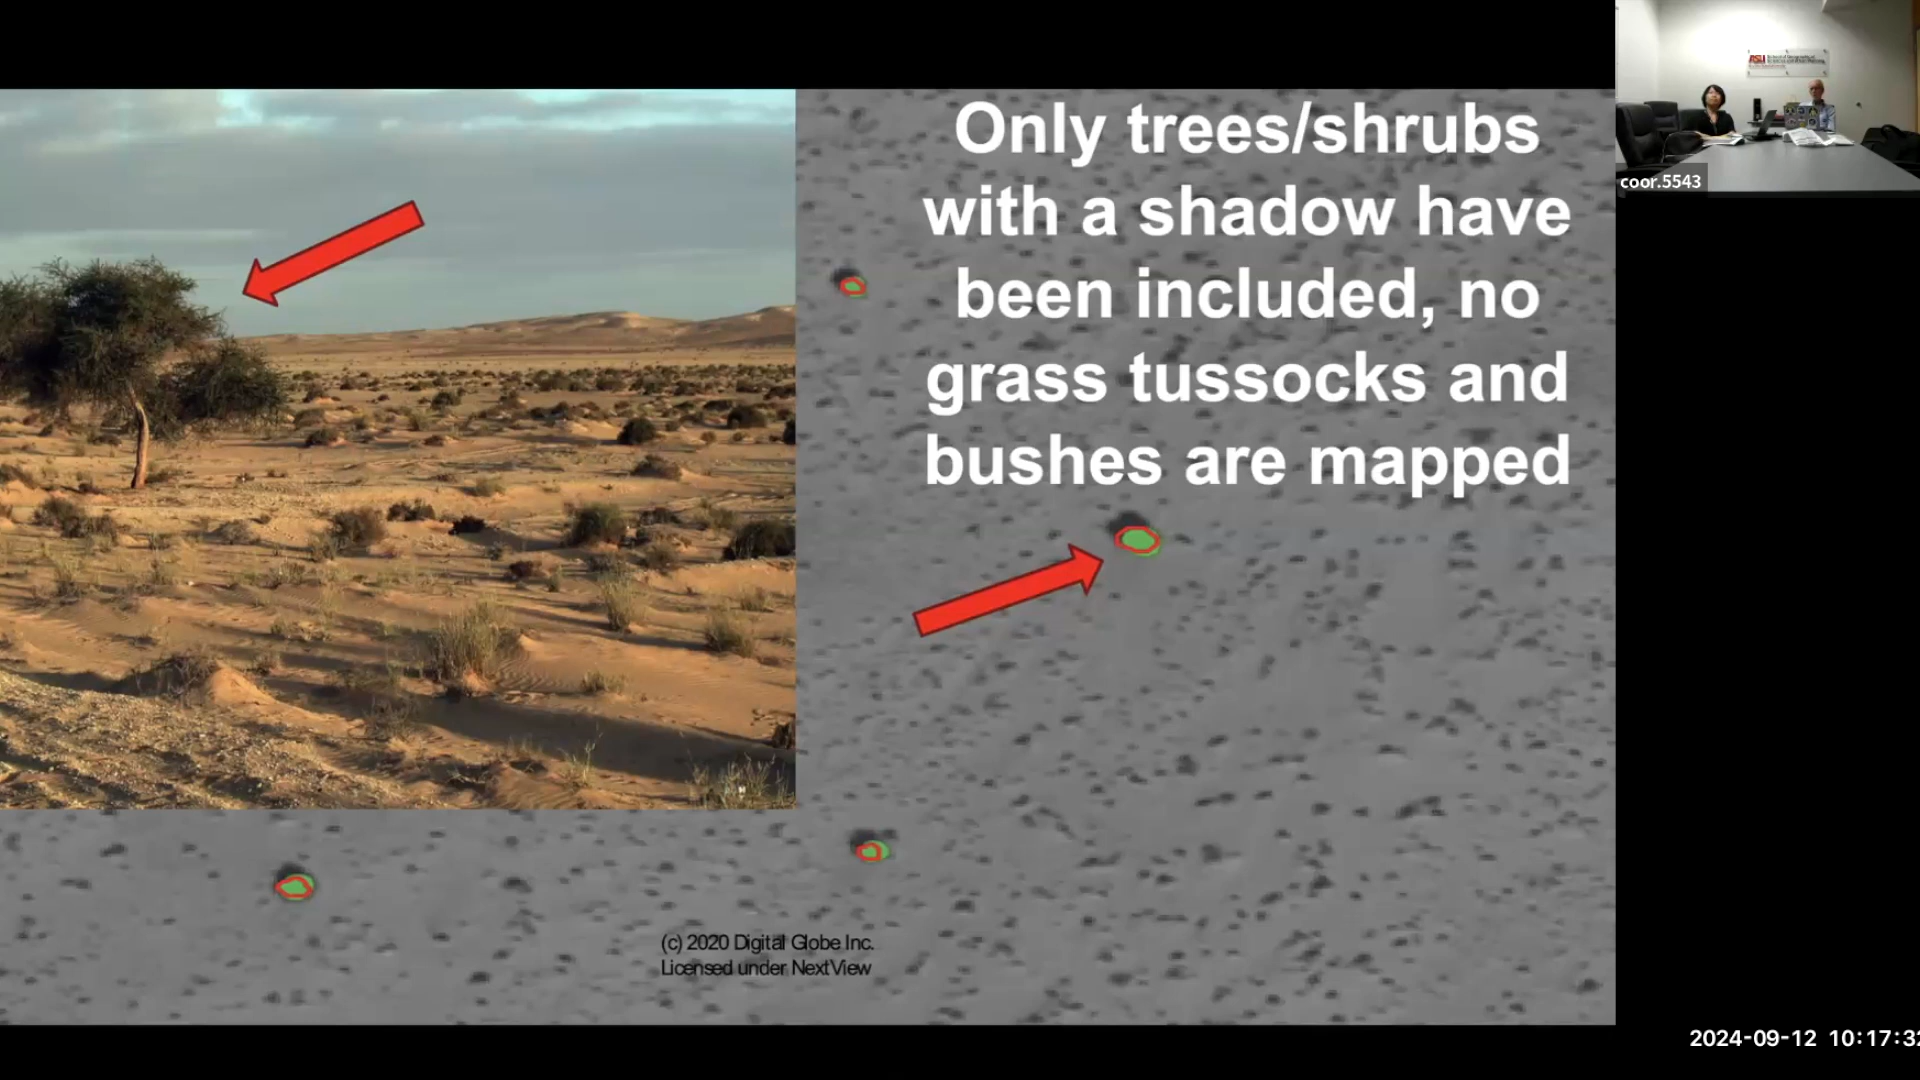 Only trees/shrubs
with a shadow have
been included, no
grass tussocks and
bushes are mapped
(c) 2020 Digital Globe Inc.
Licensed under NextView
ASU
coor.5543
2024-09-12 10:17:32